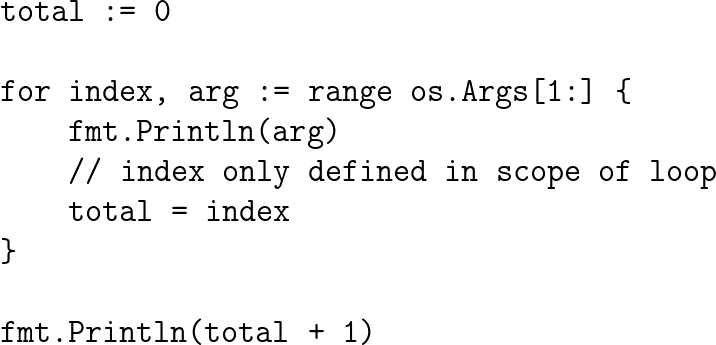 total := 0

for index, arg := range os.Args[1:] {
    fmt.Println(arg)
    // index only defined in scope of loop
    total = index
}

fmt.Println(total + 1)